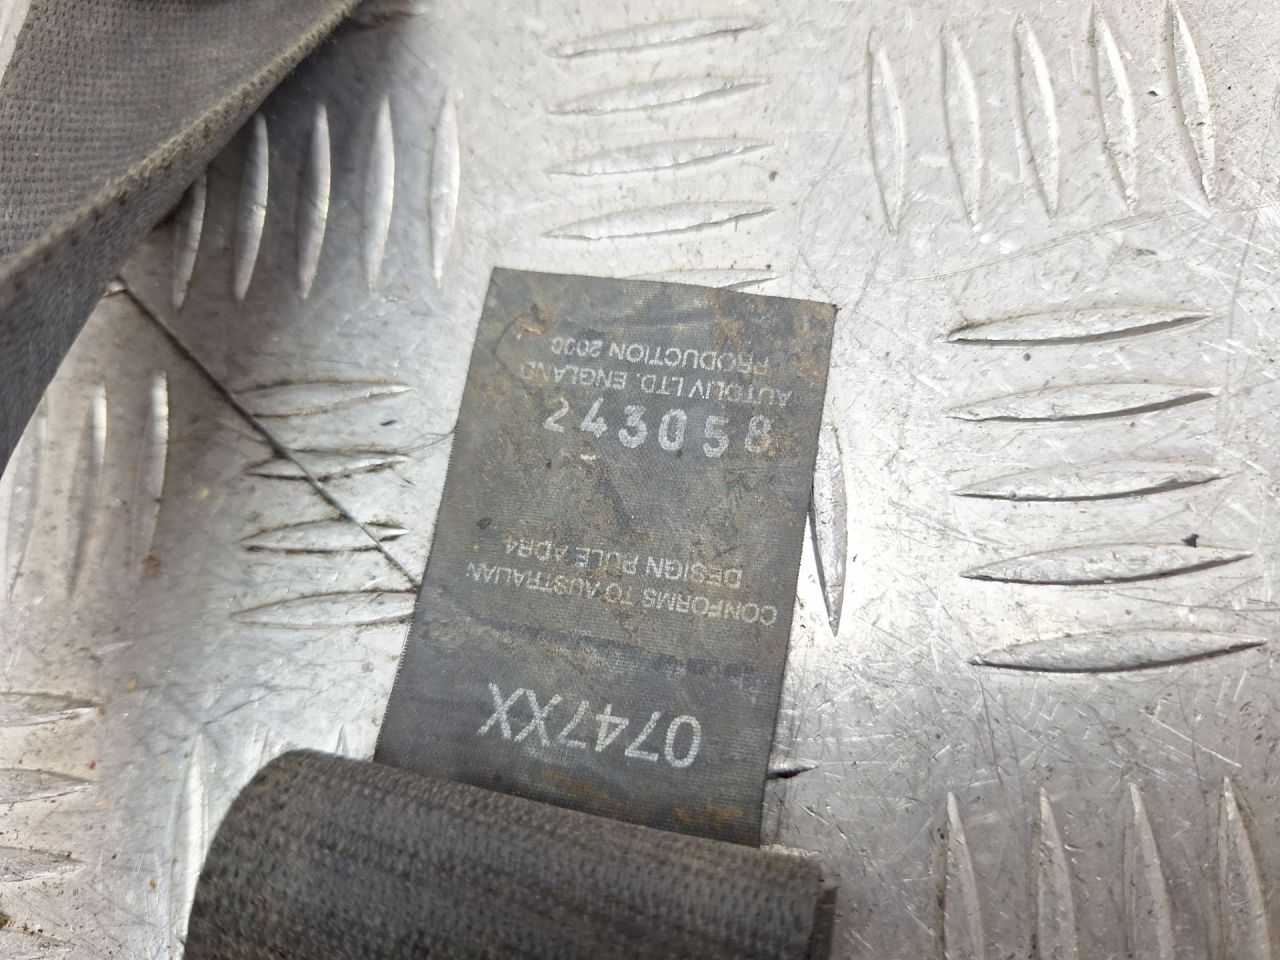 0747XX
CONFORMS TO AUSTRALIAN
DESIGN RULE ADR4
243058
AUTOLIV LTD. ENGLAND
PRODUCTION 2000